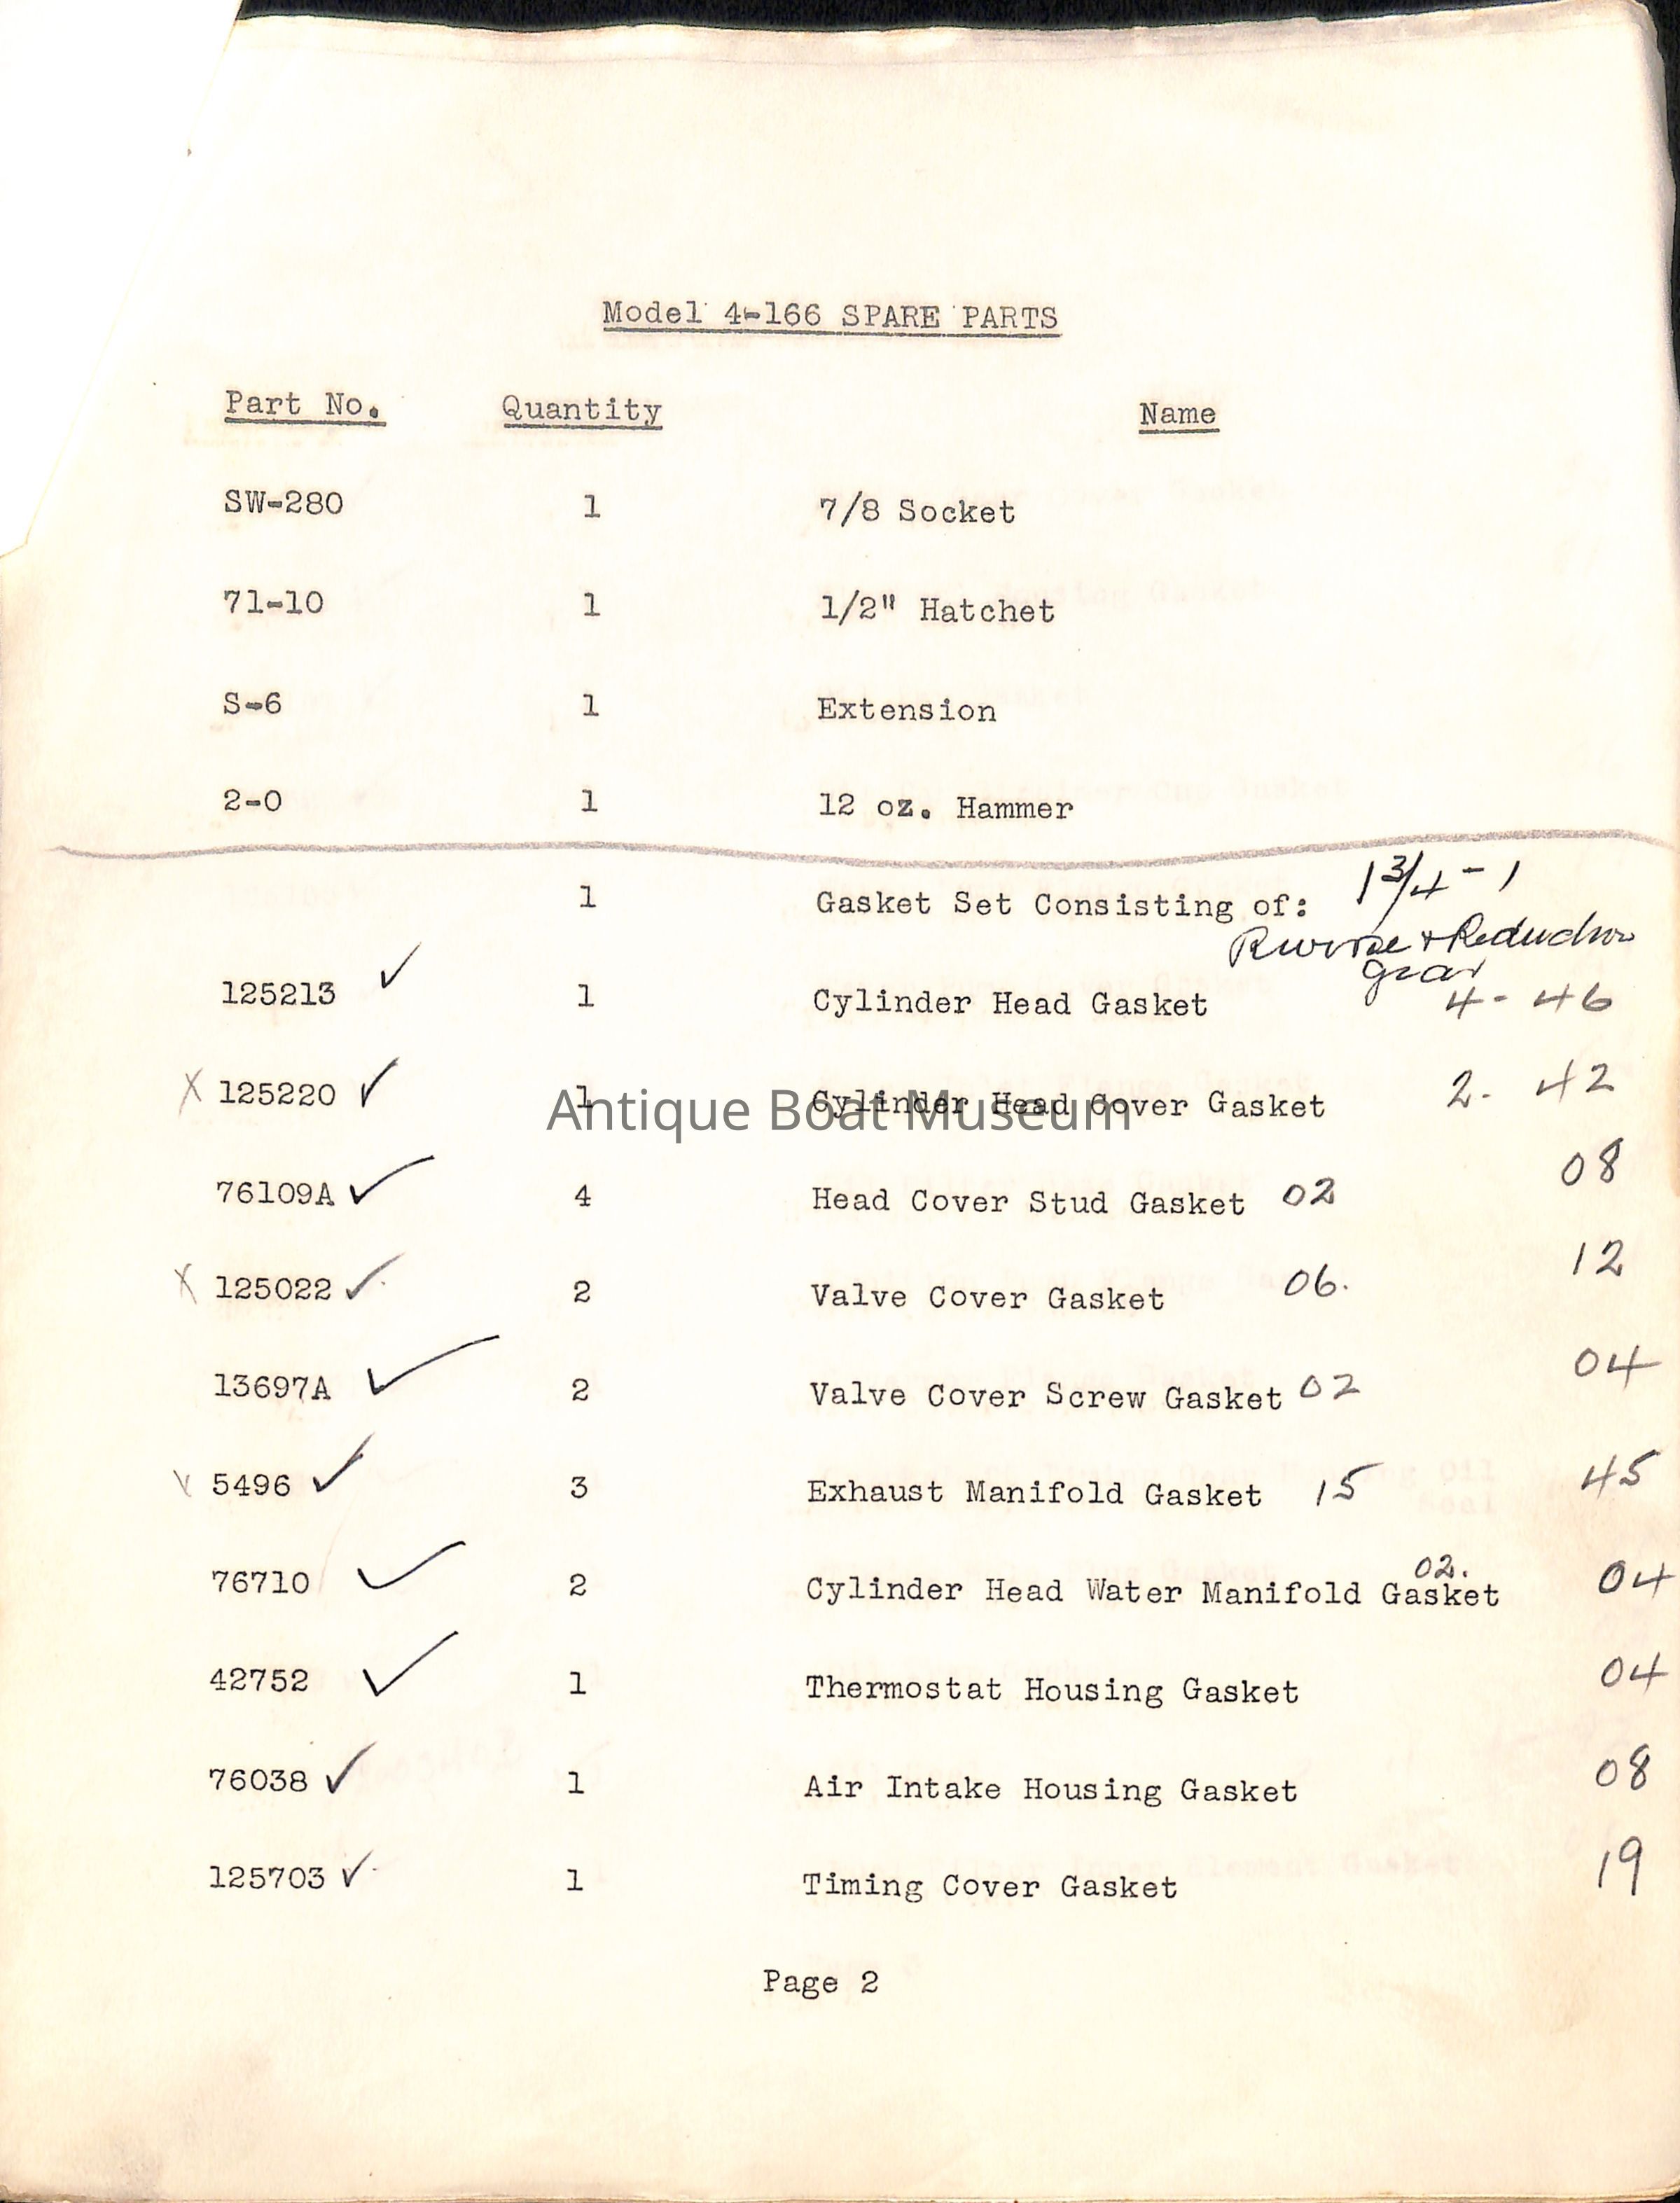 Model 4-166 SPARE PARTS
Part No. Quantity Name
SW-280 1 7/8 Socket
71-10 1 1/2" Hatchet
S-6 1 Extension
2-0 1 12 oz. Hammer
1 Gasket Set Consisting of: 1 3/4 - 1
Reverse + Reduction
gear
125213 ✓ 1 Cylinder Head Gasket 4 - 46
X 125220 ✓ 1 Cylinder Head Cover Gasket 2. 42
Antique Boat Museum
76109A ✓ 4 Head Cover Stud Gasket 02 08
X 125022 ✓ 2 Valve Cover Gasket 06. 12
13697A ✓ 2 Valve Cover Screw Gasket 02 04
5496 ✓ 3 Exhaust Manifold Gasket 15 45
76710 ✓ 2 Cylinder Head Water Manifold Gasket 02. 04
42752 ✓ 1 Thermostat Housing Gasket 04
76038 ✓ 1 Air Intake Housing Gasket 08
125703 ✓ 1 Timing Cover Gasket 19
Page 2